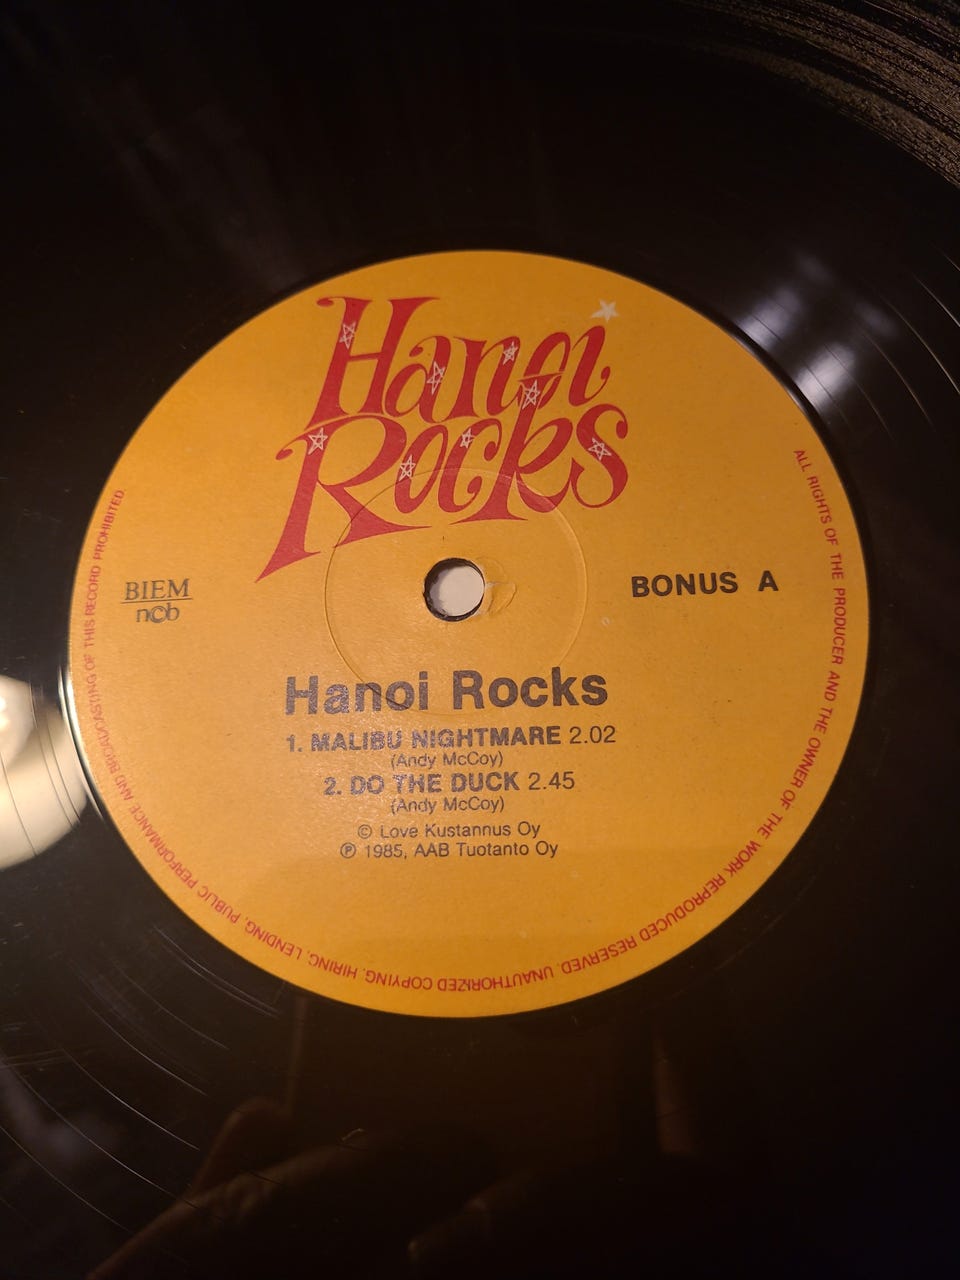 Hanoi
Rocks
BIEM
ncb
BONUS A
Hanoi Rocks
1. MALIBU NIGHTMARE 2.02
(Andy McCoy)
2. DO THE DUCK 2.45
(Andy McCoy)
© Love Kustannus Oy
℗ 1985, AAB Tuotanto Oy
ALL RIGHTS OF THE PRODUCER AND THE OWNER OF THE WORK REPRODUCED RESERVED. UNAUTHORIZED COPYING, HIRING, LENDING, PUBLIC PERFORMANCE AND BROADCASTING OF THIS RECORD PROHIBITED